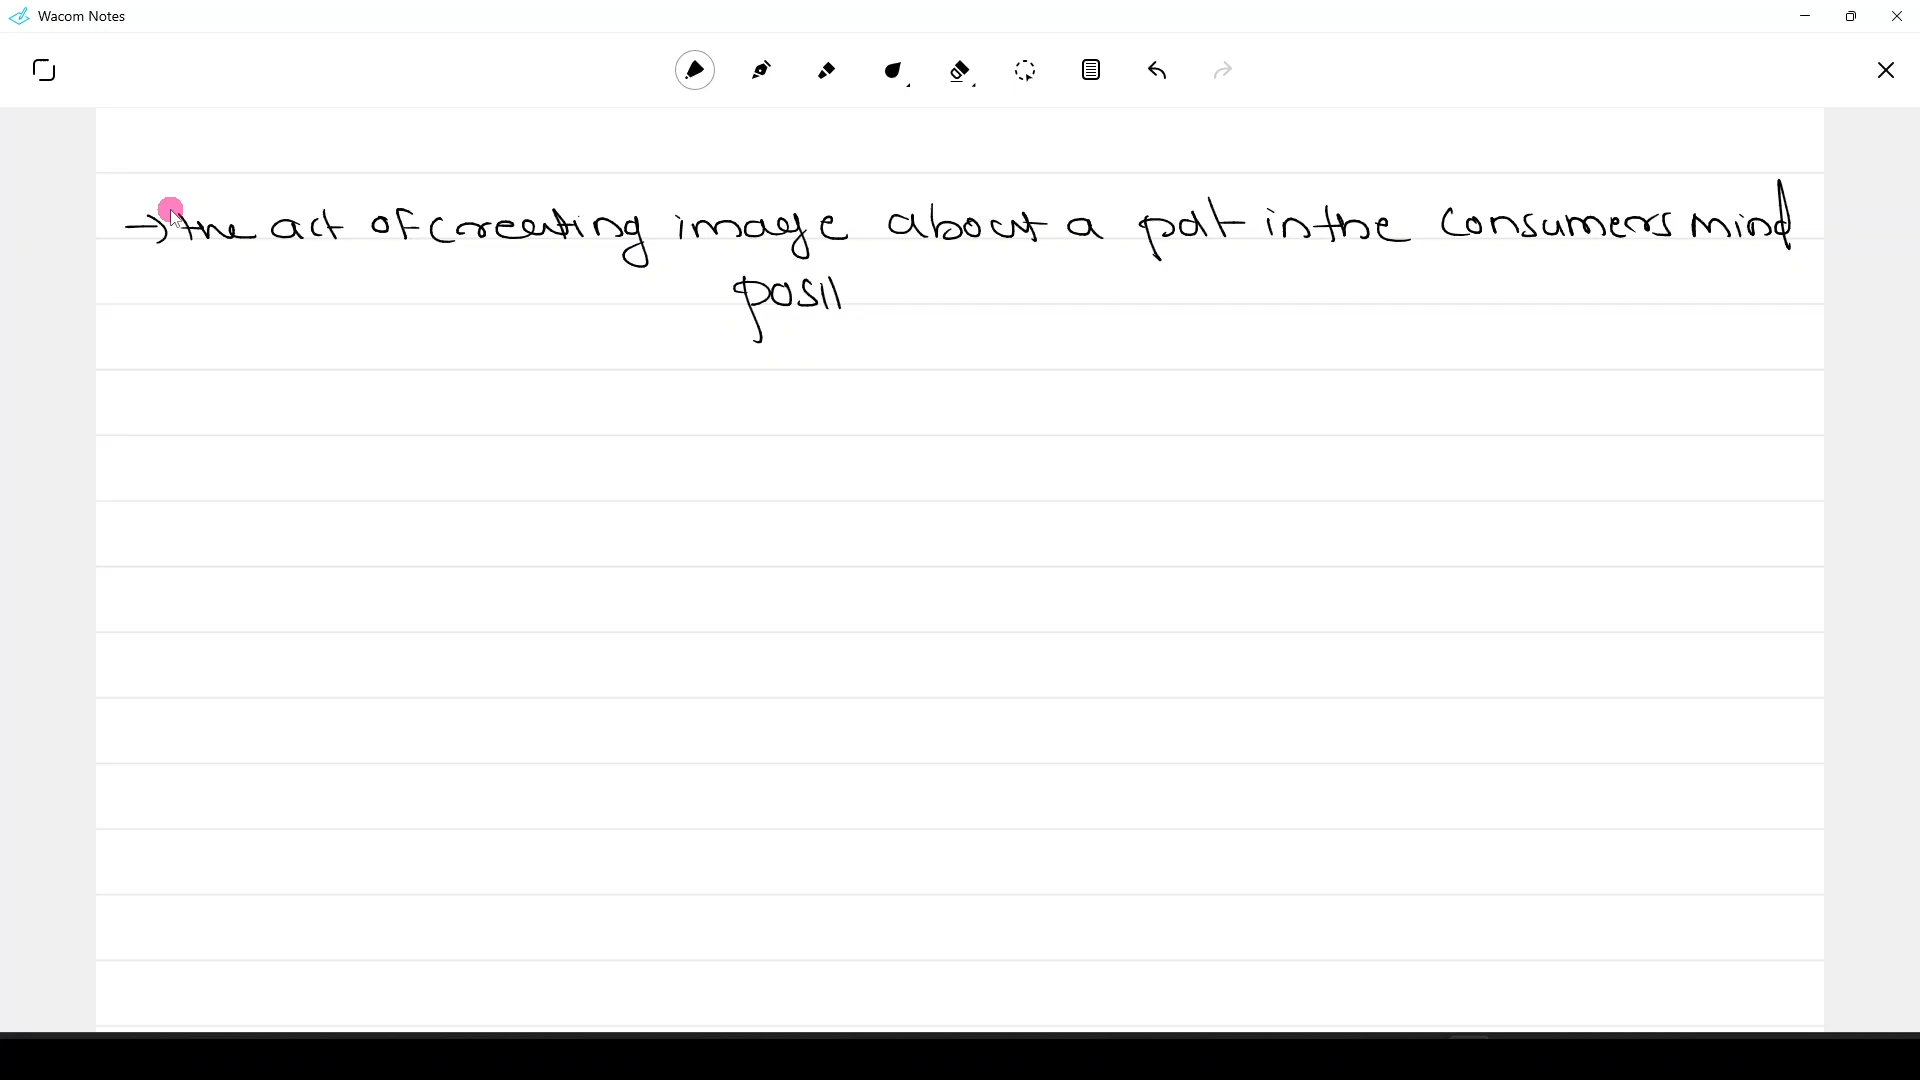 Wacom Notes
→ the act of creating image about a pdt in the consumers mind
posi